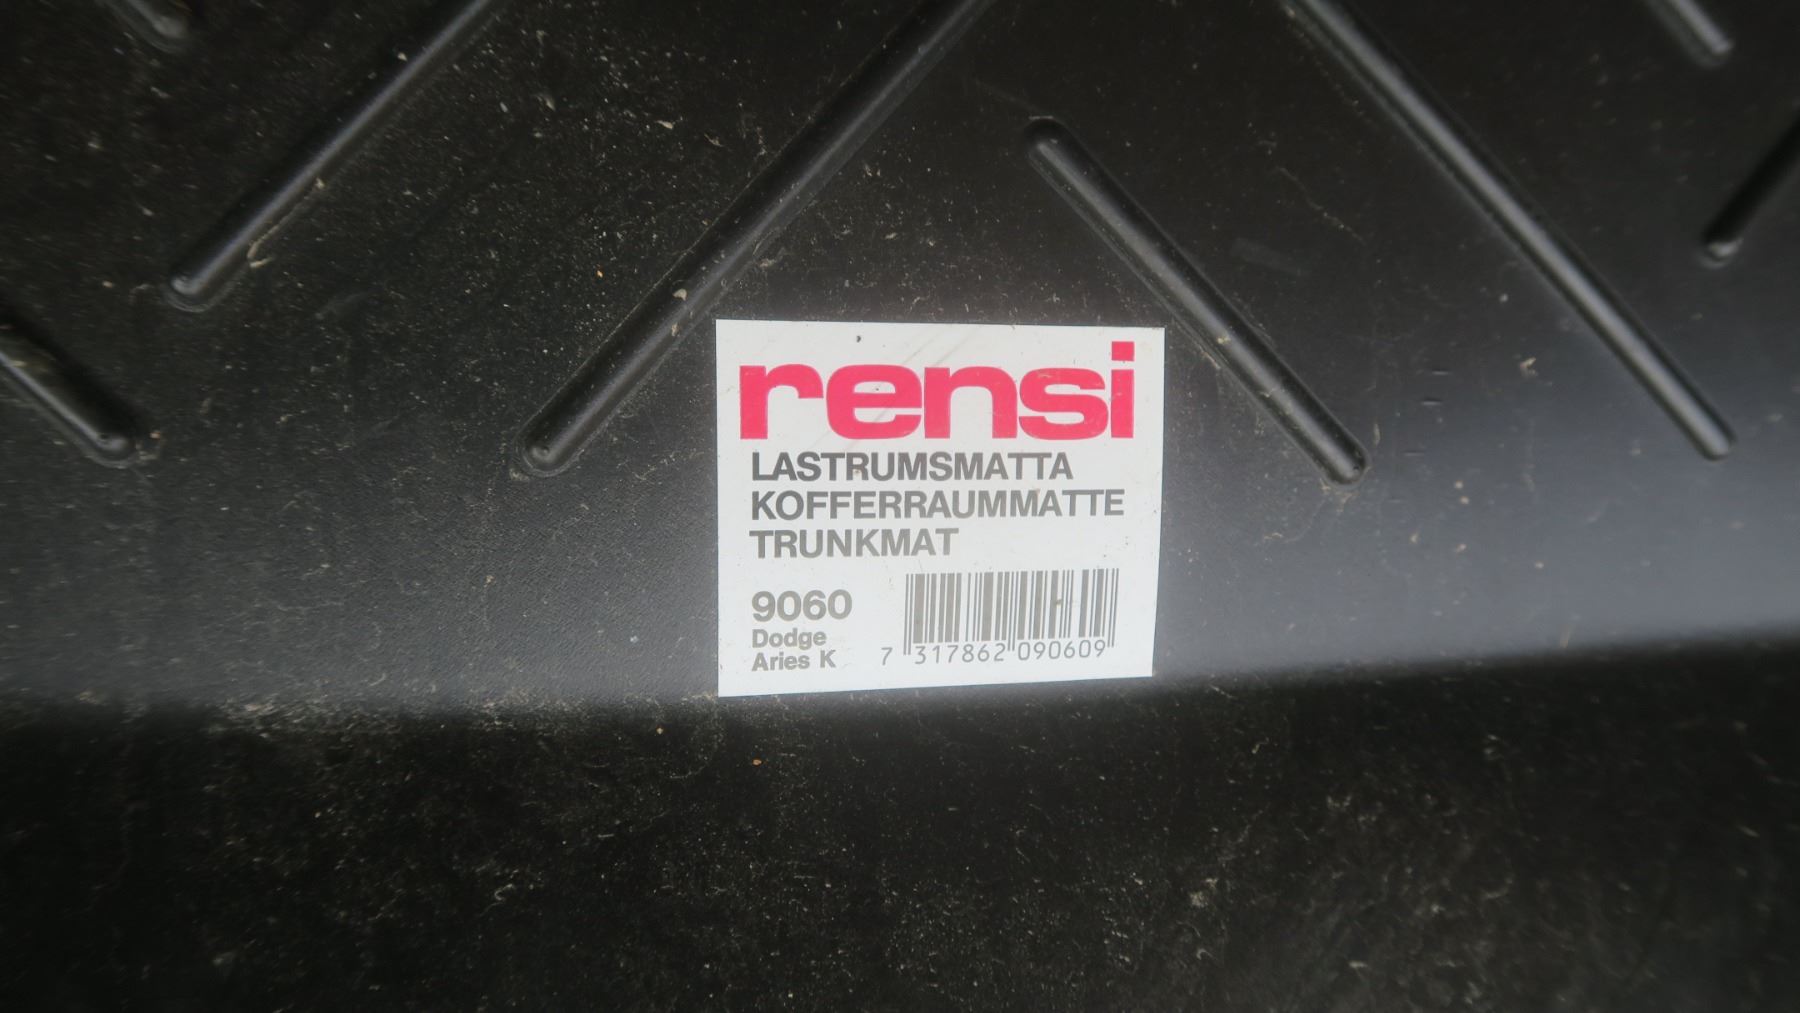 rensi
LASTRUMSMATTA
KOFFERRAUMMATTE
TRUNKMAT
9060
Dodge
Aries K
7 317862 090609